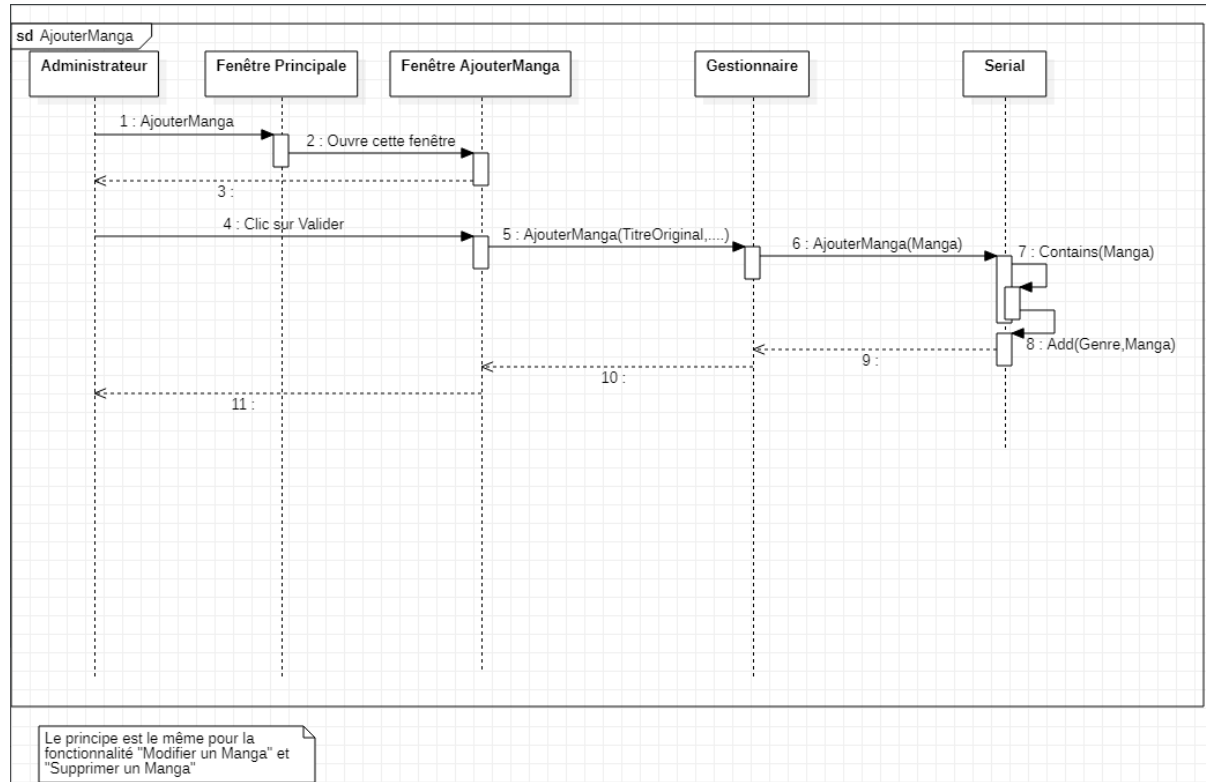 sd AjouterManga
Administrateur
Fenêtre Principale
Fenêtre AjouterManga
Gestionnaire
Serial
1 : AjouterManga
2 : Ouvre cette fenêtre
3 :
4 : Clic sur Valider
5 : AjouterManga(TitreOriginal,....)
6 : AjouterManga(Manga)
7 : Contains(Manga)
8 : Add(Genre,Manga)
9 :
10 :
11 :
Le principe est le même pour la
fonctionnalité "Modifier un Manga" et
"Supprimer un Manga"